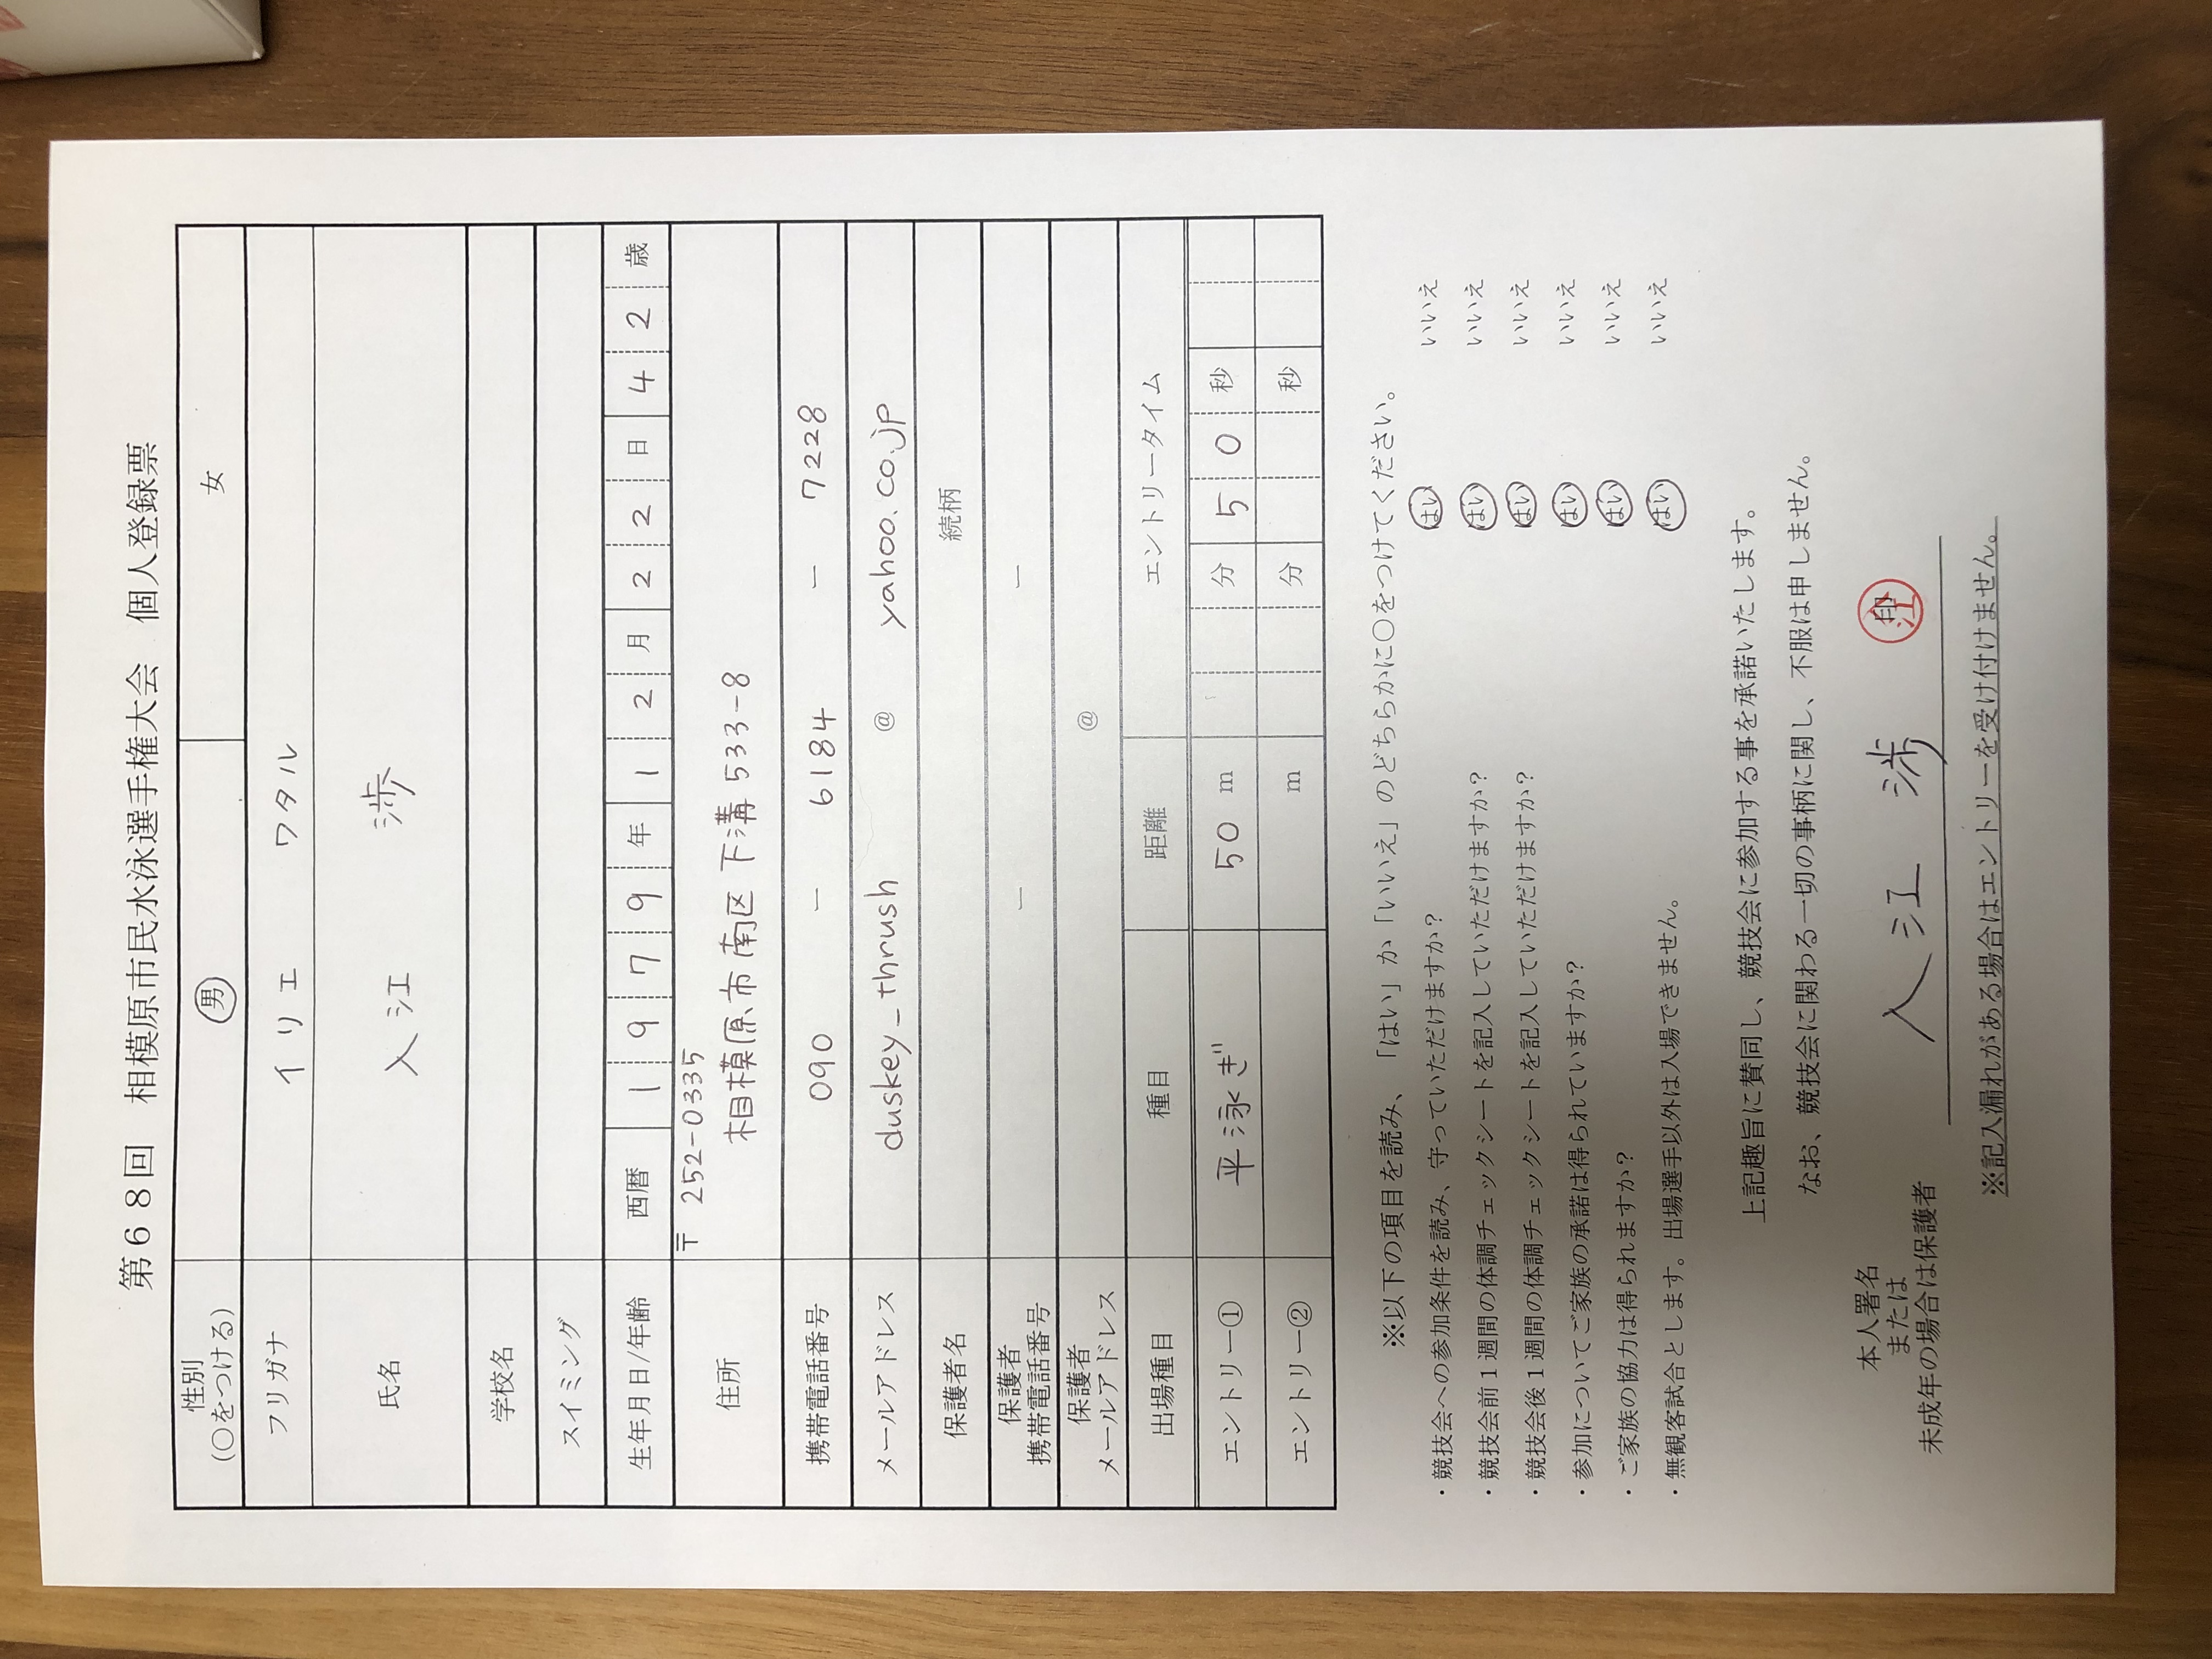 第６８回　相模原市民水泳選手権大会　個人登録票
性別
（〇をつける）
男
女
フリガナ
イリエ　ワタル
氏名
入江　渉
学校名
スイミング
生年月日/年齢
西暦 1979 年 12 月 22 日 42 歳
住所
〒 252-0335
相模原市南区下溝 533-8
携帯電話番号
090 － 6184 － 7228
メールアドレス
duskey_thrush @ yahoo.co.jp
保護者名
続柄
保護者
携帯電話番号
－ －
保護者
メールアドレス
@
出場種目 種目 距離 エントリータイム
エントリー① 平泳ぎ 50 m 分 50 秒
エントリー② m 分 秒
※以下の項目を読み、「はい」か「いいえ」のどちらかに〇をつけてください。
・競技会への参加条件を読み、守っていただけますか？ はい いいえ
・競技会前１週間の体調チェックシートを記入していただけますか？ はい いいえ
・競技会後１週間の体調チェックシートを記入していただけますか？ はい いいえ
・参加についてご家族の承諾は得られていますか？ はい いいえ
・ご家族の協力は得られますか？ はい いいえ
・無観客試合とします。出場選手以外は入場できません。 はい いいえ
上記趣旨に賛同し、競技会に参加する事を承諾いたします。
なお、競技会に関わる一切の事柄に関し、不服は申しません。
本人署名
または
未成年の場合は保護者
入江　渉 印 入江
※記入漏れがある場合はエントリーを受け付けません。